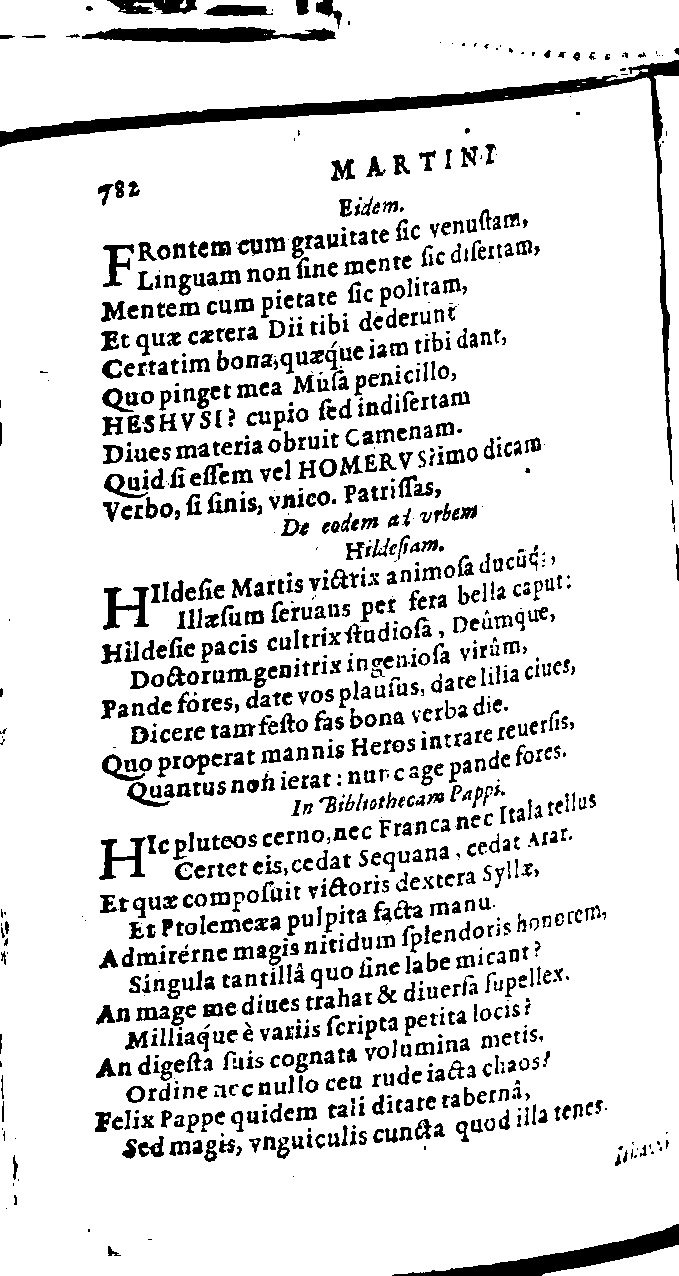 782
MARTINI
Eidem.
FRontem cum grauitate ſic venuſtam,
Linguam non ſine mente ſic diſertam,
Mentem cum pietate ſic politam,
Et quæ cætera Dii tibi dederunt
Certatim bona, quæq́ue iam tibi dant,
Quo pinget mea Muſa penicillo,
HESHVSI? cupio ſed indiſertam
Diues materia obruit Camenam.
Quid ſi eſſem vel HOMERVS? imo dicam
Verbo, ſi ſinis, vnico. Patriſſas,
De eodem ad vrbem
Hildeſiam.
HIldeſie Martis victrix animoſa ducũq́:,
Illæſum ſeruans per fera bella caput:
Hildeſie pacis cultrix ſtudioſa, Deûmque,
Doctorum genitrix ingenioſa virûm,
Pande fores, date vos plauſus, date lilia ciues,
Dicere tam feſto fas bona verba die.
Quo properat mannis Heros intrare reuerſis,
Quantus non ierat: nunc age pande fores.
In Bibliothecam Pappi.
HIc pluteos cerno, nec Franca nec Itala tellus
Certet eis, cedat Sequana, cedat Arar.
Et quæ compoſuit victoris dextera Syllæ,
Et Ptolemæa pulpita facta manu.
Admirérne magis nitidum ſplendoris honorem,
Singula tantillâ quo ſine labe micant?
An mage me diues trahat & diuerſa ſupellex.
Milliaq́ue è variis ſcripta petita locis?
An digeſta ſuis cognata volumina metis,
Ordine nec nullo ceu rude iacta chaos?
Felix Pappe quidem tali ditate tabernâ,
Sed magis, vnguiculis cuncta quod illa tenes.